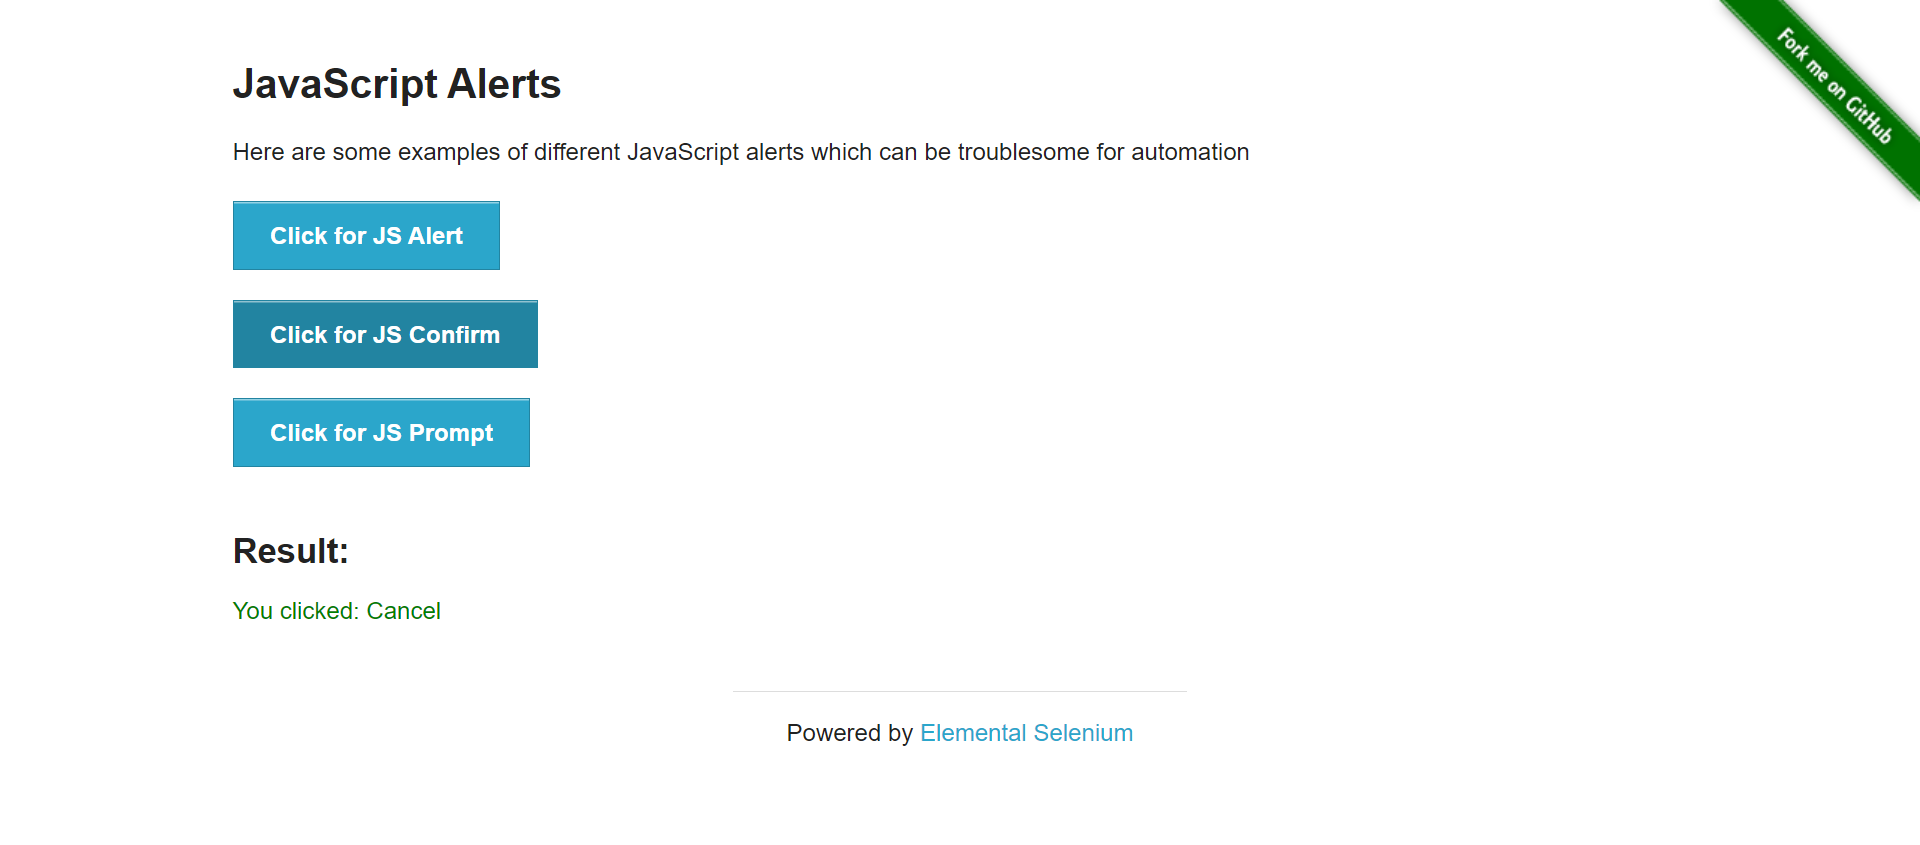 Fork me on GitHub
JavaScript Alerts
Here are some examples of different JavaScript alerts which can be troublesome for automation
Click for JS Alert
Click for JS Confirm
Click for JS Prompt
Result:
You clicked: Cancel
Powered by Elemental Selenium